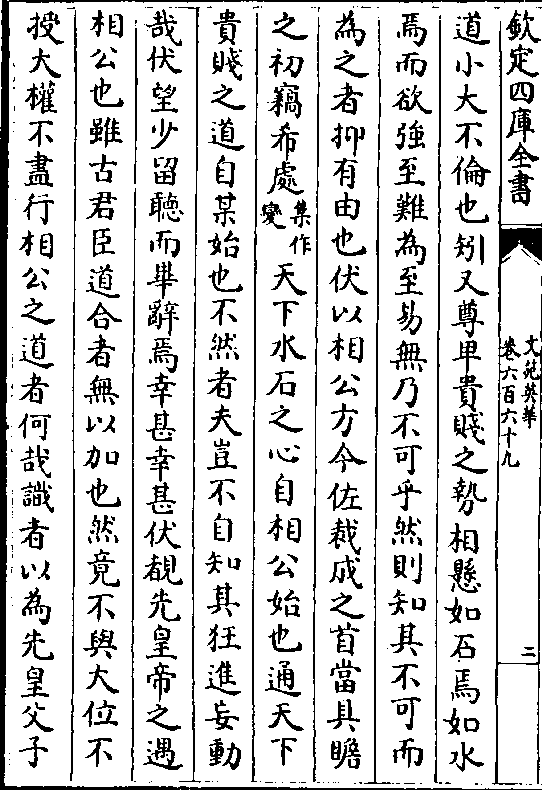 欽定四庫全書
文苑英華
卷六百六十九
二
道小大不倫也矧又尊卑貴賤之勢相懸如石焉如水
焉而欲強至難為至易無乃不可乎然則知其不可而
為之者抑有由也伏以相公方今佐裁成之首當具瞻
之初竊希處集作變天下水石之心自相公始也通天下
貴賤之道自某始也不然者夫豈不自知其狂進妄動
哉伏望少留聽而畢辭焉幸甚幸甚伏覩先皇帝之遇
相公也雖古君臣道合者無以加也然竟不與大位不
授大權不盡行相公之道者何哉識者以為先皇父子